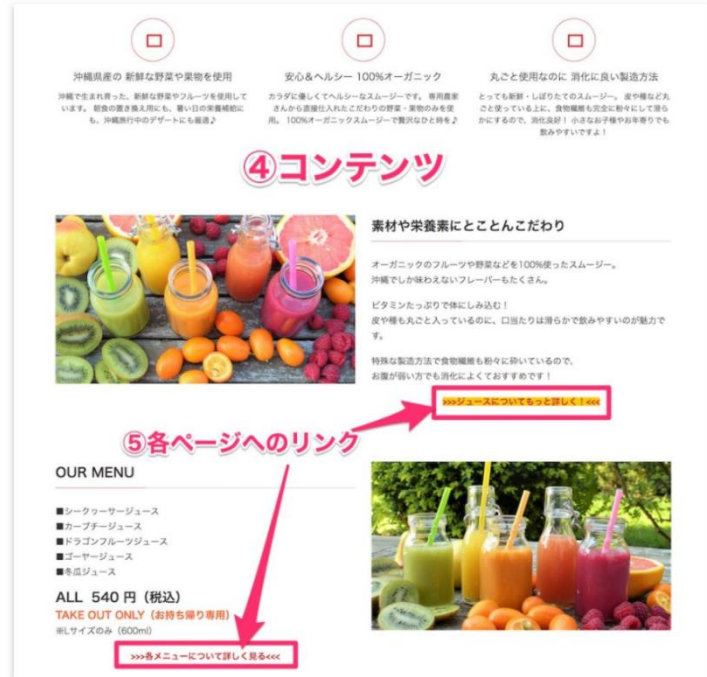 沖縄県産の 新鮮な野菜や果物を使用
沖縄で生まれ育った、新鮮な野菜やフルーツを使用して
います。 朝食の置き換え用にも、暑い日の栄養補給に
も、沖縄旅行中のデザートにも最適♪
安心&ヘルシー 100%オーガニック
カラダに優しくてヘルシーなスムージーです。 専用農家
さんから直接仕入れたこだわりの野菜・果物のみを使
用。 100%オーガニックスムージーで贅沢なひと時を♪
丸ごと使用なのに 消化に良い製造方法
とっても新鮮・しぼりたてのスムージー。 皮や種など丸
ごと使っている上に、食物繊維も完全に粉々にして滑ら
かにするので、消化良好! 小さなお子様やお年寄りでも
飲みやすいですよ!
④コンテンツ
素材や栄養素にとことんこだわり
オーガニックのフルーツや野菜などを100%使ったスムージー。
沖縄でしか味わえないフレーバーもたくさん。
ビタミンたっぷりで体にしみ込む!
皮や種も丸ごと入っているのに、口当たりは滑らかで飲みやすいのが魅力で
す。
特殊な製造方法で食物繊維も粉々に砕いているので、
お腹が弱い方でも消化によくておすすめです!
>>>ジュースについてもっと詳しく!<<<
⑤各ページへのリンク
OUR MENU
■シークヮーサージュース
■カーブチージュース
■ドラゴンフルーツジュース
■ゴーヤージュース
■冬瓜ジュース
ALL 540 円(税込)
TAKE OUT ONLY(お持ち帰り専用)
※Lサイズのみ(600ml)
>>>各メニューについて詳しく見る<<<